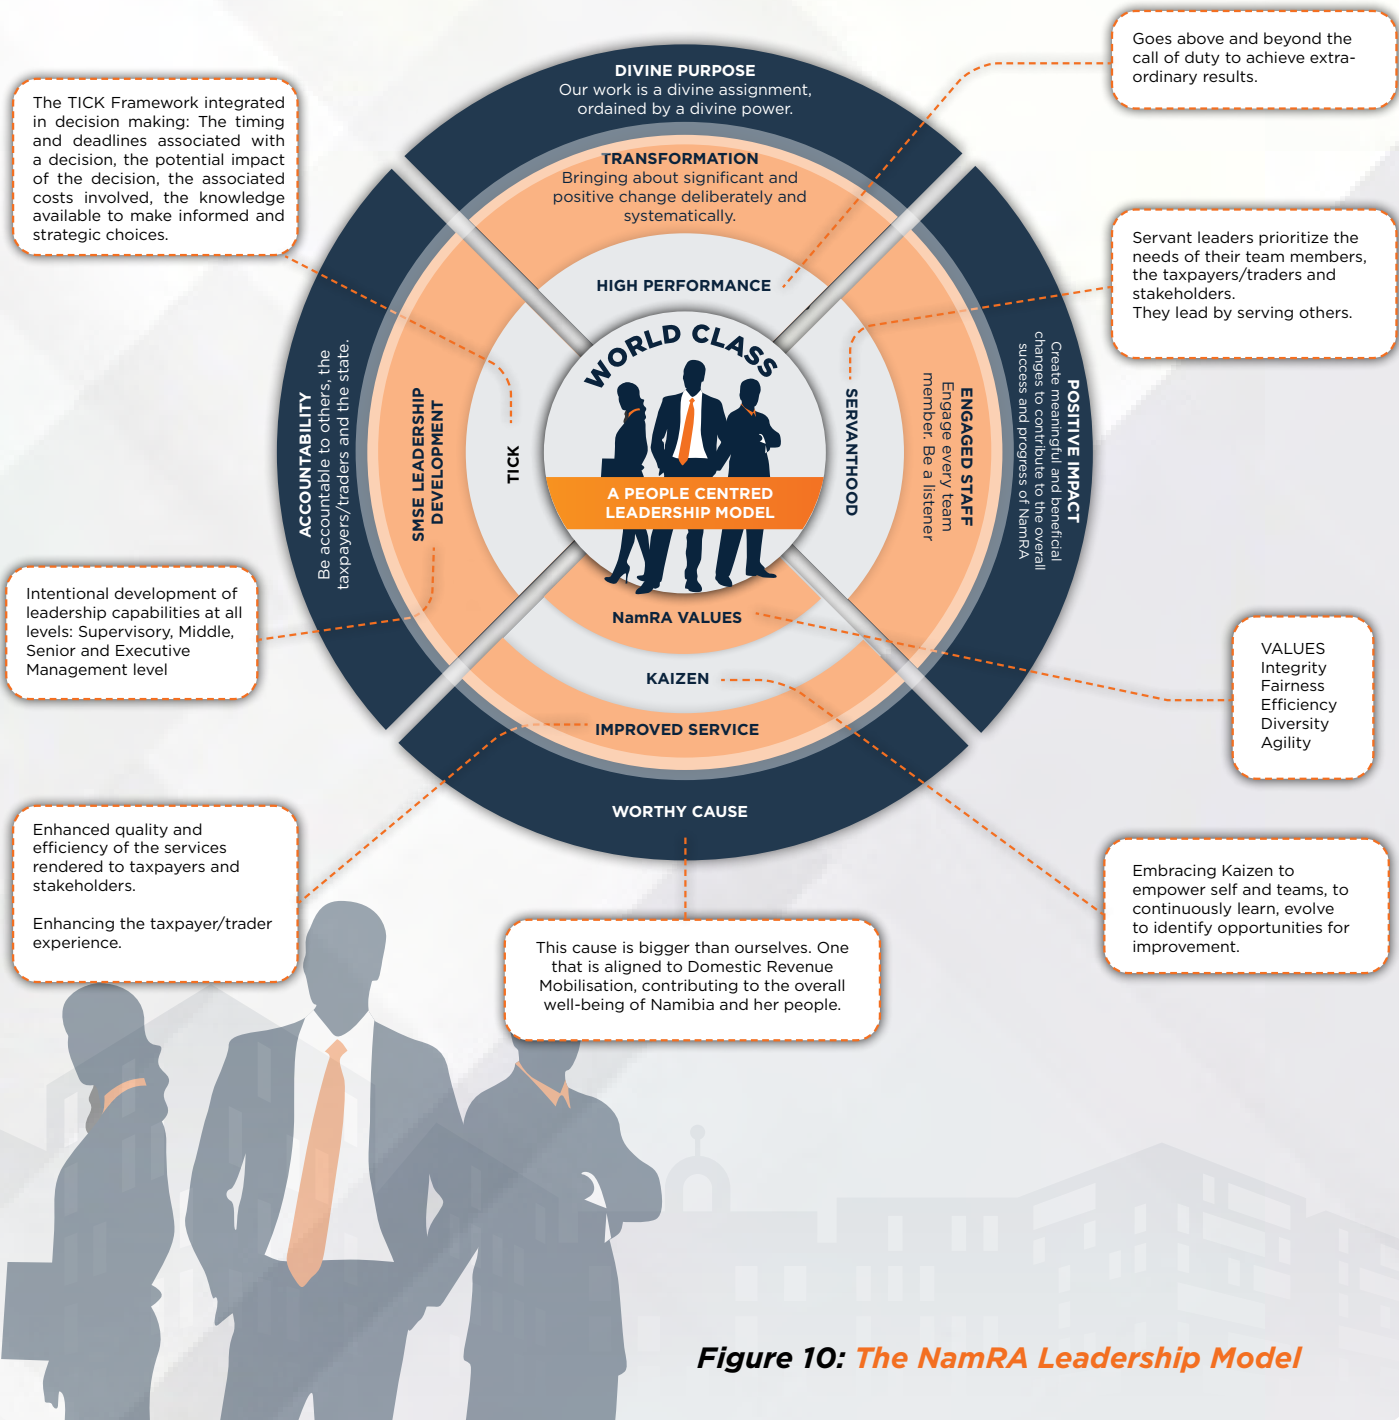 Goes above and beyond the
call of duty to achieve extra-
ordinary results.
DIVINE PURPOSE
Our work is a divine assignment,
ordained by a divine power.
The TICK Framework integrated
in decision making: The timing
and deadlines associated with
a decision, the potential impact
of the decision, the associated
costs involved, the knowledge
available to make informed and
strategic choices.
TRANSFORMATION
Bringing about significant and
positive change deliberately and
systematically.
HIGH PERFORMANCE
Servant leaders prioritize the
needs of their team members,
the taxpayers/traders and
stakeholders.
They lead by serving others.
WORLD CLASS
A PEOPLE CENTRED
LEADERSHIP MODEL
ACCOUNTABILITY
Be accountable to others, the
taxpayers/traders and the state.
SMSE LEADERSHIP
DEVELOPMENT
TICK
SERVANTHOOD
ENGAGED STAFF
Engage every team
member. Be a listener
POSITIVE IMPACT
Create meaningful and beneficial
changes to contribute to the overall
success and progress of NamRA
Intentional development of
leadership capabilities at all
levels: Supervisory, Middle,
Senior and Executive
Management level
NamRA VALUES
KAIZEN
IMPROVED SERVICE
WORTHY CAUSE
VALUES
Integrity
Fairness
Efficiency
Diversity
Agility
Enhanced quality and
efficiency of the services
rendered to taxpayers and
stakeholders.
Enhancing the taxpayer/trader
experience.
This cause is bigger than ourselves. One
that is aligned to Domestic Revenue
Mobilisation, contributing to the overall
well-being of Namibia and her people.
Embracing Kaizen to
empower self and teams, to
continuously learn, evolve
to identify opportunities for
improvement.
Figure 10: The NamRA Leadership Model